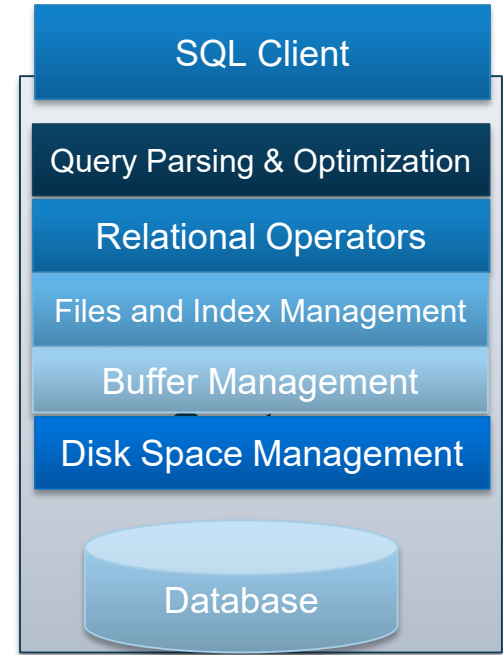 SQL Client
Query Parsing & Optimization
Relational Operators
Files and Index Management
Buffer Management
Disk Space Management
Database